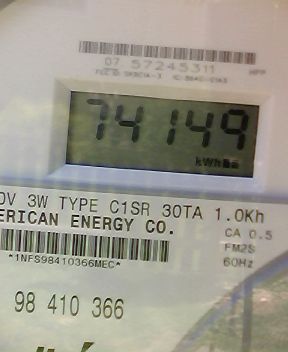 07 57245311
74149
kWh
0V 3W TYPE C1SR 30TA 1.0Kh
ERICAN ENERGY CO.
CA 0.5
FM2S
60Hz
*1NFS98410366MEC*
98 410 366